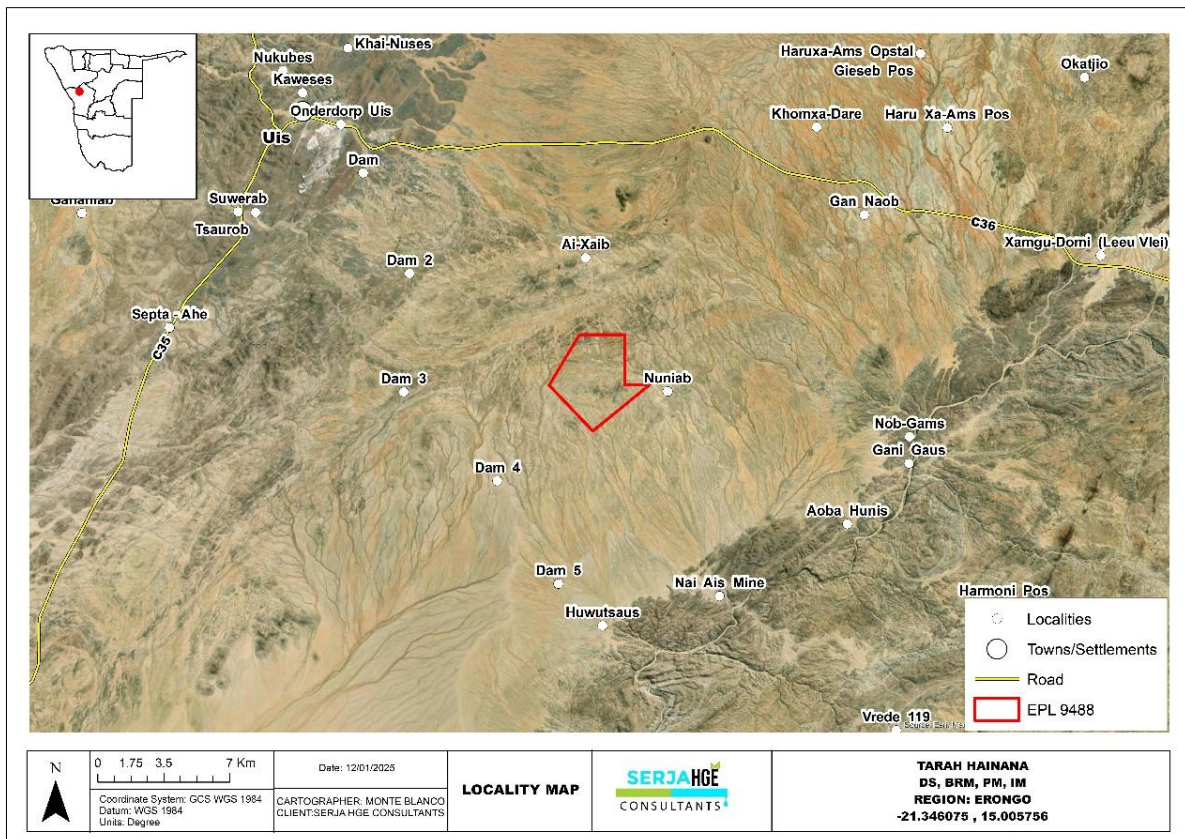 Khai-Nuses
Nukubes
Kaweses
Onderdorp Uis
Uis
Dam
Haruxa-Ams Opstal
Gieseb Pos
Okatjio
Khomxa-Dare
Haru Xa-Ams Pos
Suwerab
Tsaurob
Gan Naob
C36
Xamgu-Domi (Leeu Vlei)
Ai-Xaib
Dam 2
Septa - Ahe
C35
Dam 3
Nuniab
Nob-Gams
Gani Gaus
Dam 4
Aoba Hunis
Dam 5
Nai Ais Mine
Huwutsaus
Harmoni Pos
Localities
Towns/Settlements
Road
EPL 9488
Vrede 119
N
0 1.75 3.5 7 Km
Coordinate System: GCS WGS 1984
Datum: WGS 1984
Units: Degree
Date: 12/01/2025
CARTOGRAPHER: MONTE BLANCO
CLIENT:SERJA HGE CONSULTANTS
LOCALITY MAP
SERJA HGE
CONSULTANTS
TARAH HAINANA
DS, BRM, PM, IM
REGION: ERONGO
-21.346075 , 15.005756